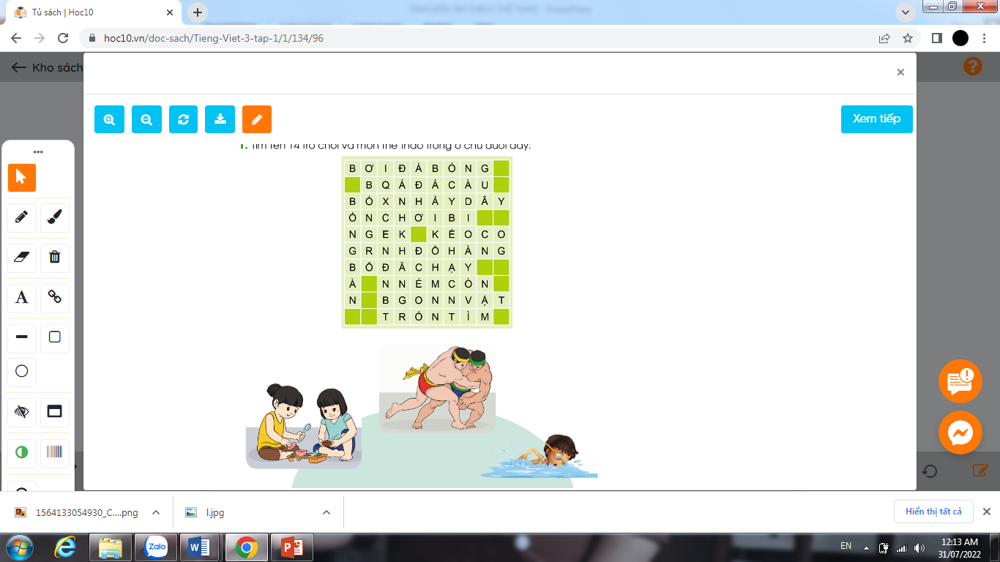 Tủ sách | Hoc10
hoc10.vn/doc-sach/Tieng-Viet-3-tap-1/1/134/96
Kho sách
Xem tiếp
1. Tìm tên 14 trò chơi và môn thể thao trong ô chữ dưới đây:
B Ơ I Đ Á B Ó N G
B Q Á Đ Á C À U
B Ó X N H Ả Y D Â Y
Ó N C H Ơ I B I
N G E K K É O C O
G R N H Đ Ò H À N G
B Ổ Đ Ă C H Ạ Y
À N N É M C Ò N
N B G O N N V Ậ T
T R Ó N T Ì M
A
1564133054930_C....png
l.jpg
Hiển thị tất cả
Zalo
EN
12:13 AM
31/07/2022